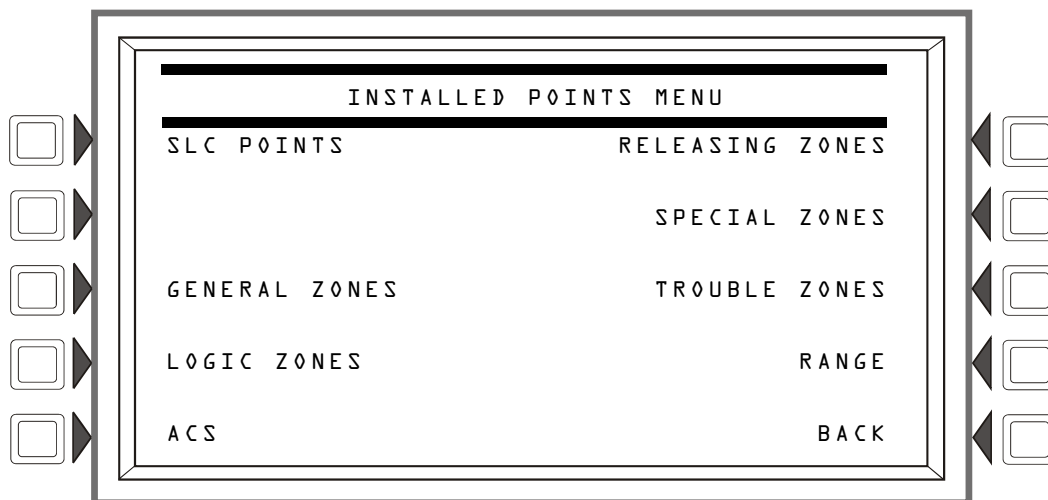 INSTALLED POINTS MENU
SLC POINTS RELEASING ZONES
SPECIAL ZONES
GENERAL ZONES TROUBLE ZONES
LOGIC ZONES RANGE
ACS BACK